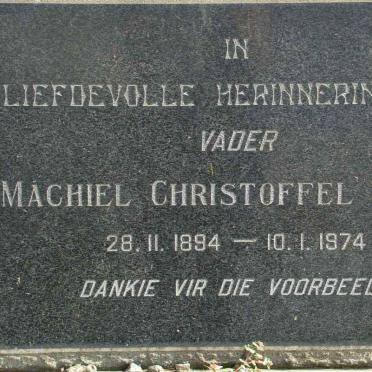 IN
LIEFDEVOLLE HERINNERIN
VADER
MACHIEL CHRISTOFFEL
28.11.1894 — 10.1.1974
DANKIE VIR DIE VOORBEEL